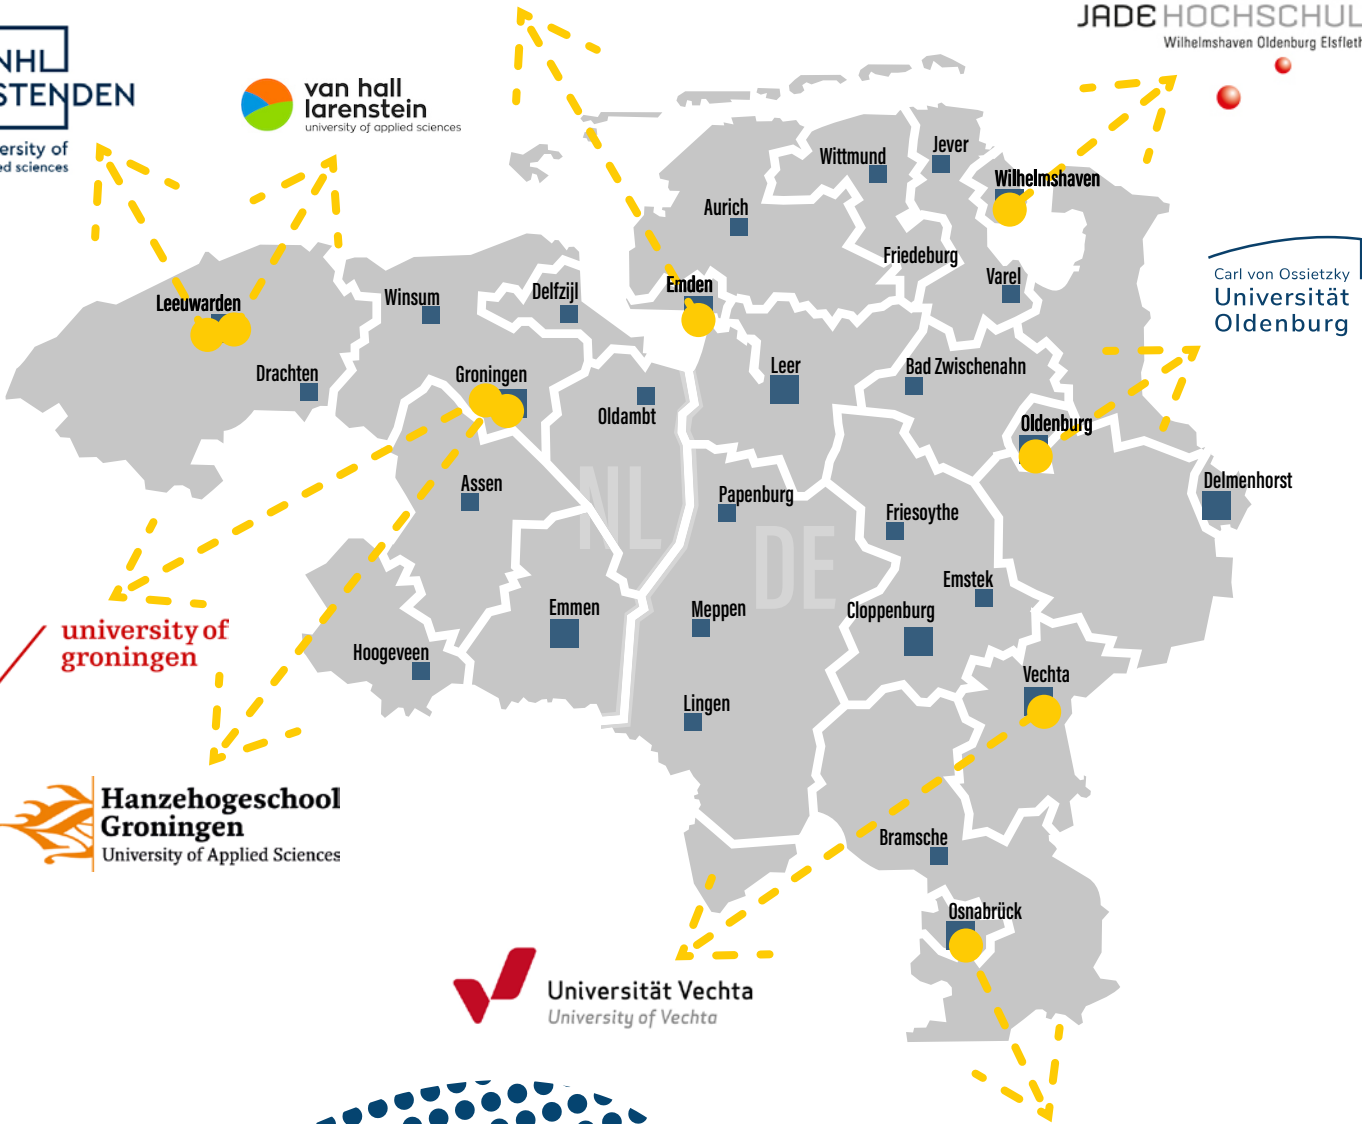 JADE HOCHSCHUL
Wilhelmshaven Oldenburg Elsfleth
NHL
STENDEN
ersity of
ed sciences
van hall
larenstein
university of applied sciences
Wittmund
Jever
Wilhelmshaven
Aurich
Friedeburg
Varel
Carl von Ossietzky
Universität
Oldenburg
Leeuwarden
Winsum
Delfzijl
Emden
Drachten
Groningen
Oldambt
Leer
Bad Zwischenahn
Oldenburg
Delmenhorst
Assen
NL
DE
Papenburg
Friesoythe
Emstek
Emmen
Meppen
Cloppenburg
university of
groningen
Hoogeveen
Vechta
Lingen
Hanzehogeschool
Groningen
University of Applied Sciences
Bramsche
Osnabrück
Universität Vechta
University of Vechta